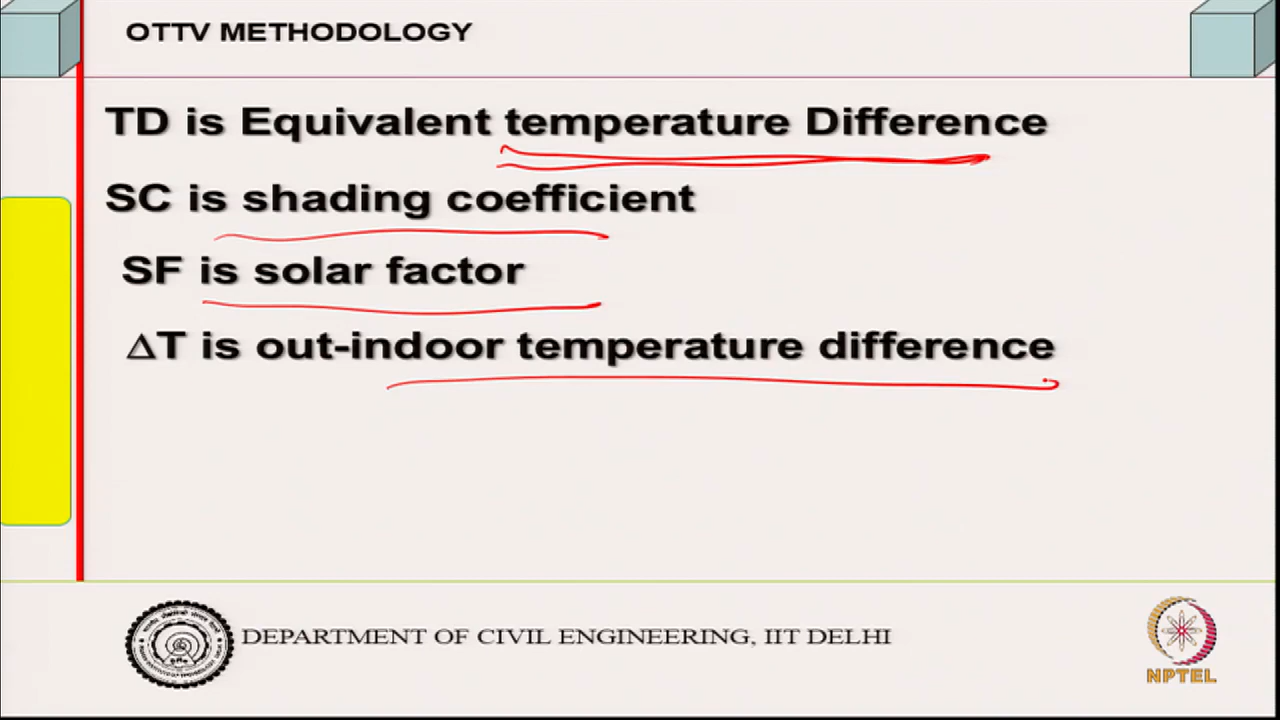 OTTV METHODOLOGY
TD is Equivalent temperature Difference
SC is shading coefficient
SF is solar factor
ΔT is out-indoor temperature difference
DEPARTMENT OF CIVIL ENGINEERING, IIT DELHI
NPTEL